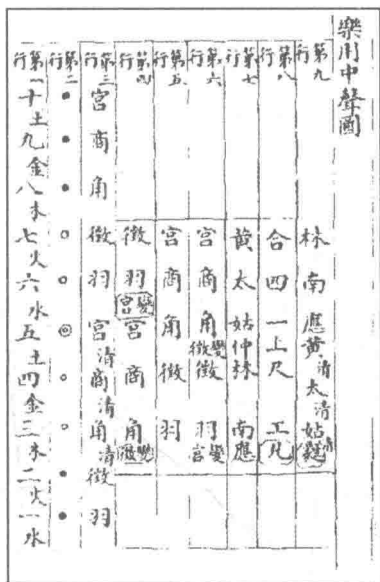 樂用中聲圖
第九行 林南應黃清太清姑
第八行 合四一上尺工凡
第七行 黃太姑仲林南應
第六行 宮商角變徵徵羽變宮
第五行 宮商角徵羽
第四行 徵羽變宮宮商角變徵
第三行 宮商角徵羽宮清商清角清徵羽
第二行
第一行 十土九金八木七火六水五土四金三木二火一水